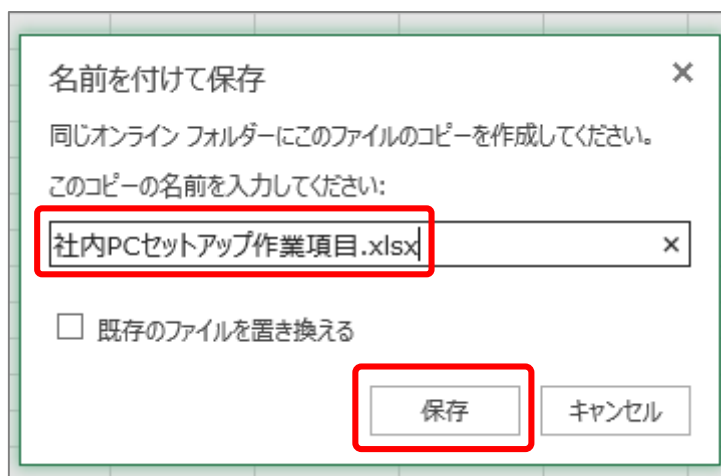 名前を付けて保存
同じオンライン フォルダーにこのファイルのコピーを作成してください。
このコピーの名前を入力してください:
社内PCセットアップ作業項目.xlsx
既存のファイルを置き換える
保存 キャンセル